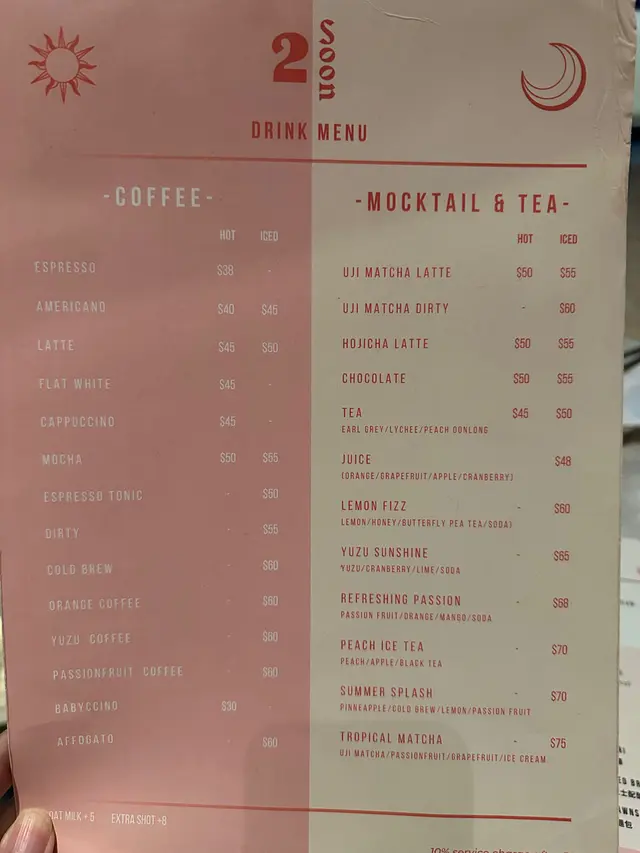 2 Soon
DRINK MENU
-COFFEE-
HOT ICED
ESPRESSO $38 -
AMERICANO $40 $45
LATTE $45 $50
FLAT WHITE $45 -
CAPPUCCINO $45 -
MOCHA $50 $55
ESPRESSO TONIC - $50
DIRTY - $55
COLD BREW - $60
ORANGE COFFEE - $60
YUZU COFFEE - $60
PASSIONFRUIT COFFEE - $60
BABYCCINO $30 -
AFFOGATO - $60
OAT MILK + 5 EXTRA SHOT +8
-MOCKTAIL & TEA-
HOT ICED
UJI MATCHA LATTE $50 $55
UJI MATCHA DIRTY - $60
HOJICHA LATTE $50 $55
CHOCOLATE $50 $55
TEA $45 $50
EARL GREY/LYCHEE/PEACH OONLONG
JUICE $48
(ORANGE/GRAPEFRUIT/APPLE/CRANBERRY)
LEMON FIZZ - $60
LEMON/HONEY/BUTTERFLY PEA TEA/SODA)
YUZU SUNSHINE - $65
YUZU/CRANBERRY/LIME/SODA
REFRESHING PASSION - $68
PASSION FRUIT/ORANGE/MANGO/SODA
PEACH ICE TEA - $70
PEACH/APPLE/BLACK TEA
SUMMER SPLASH - $70
PINNEAPPLE/COLD BREW/LEMON/PASSION FRUIT
TROPICAL MATCHA - $75
UJI MATCHA/PASSIONFRUIT/GRAPEFRUIT/ICE CREAM
10% service